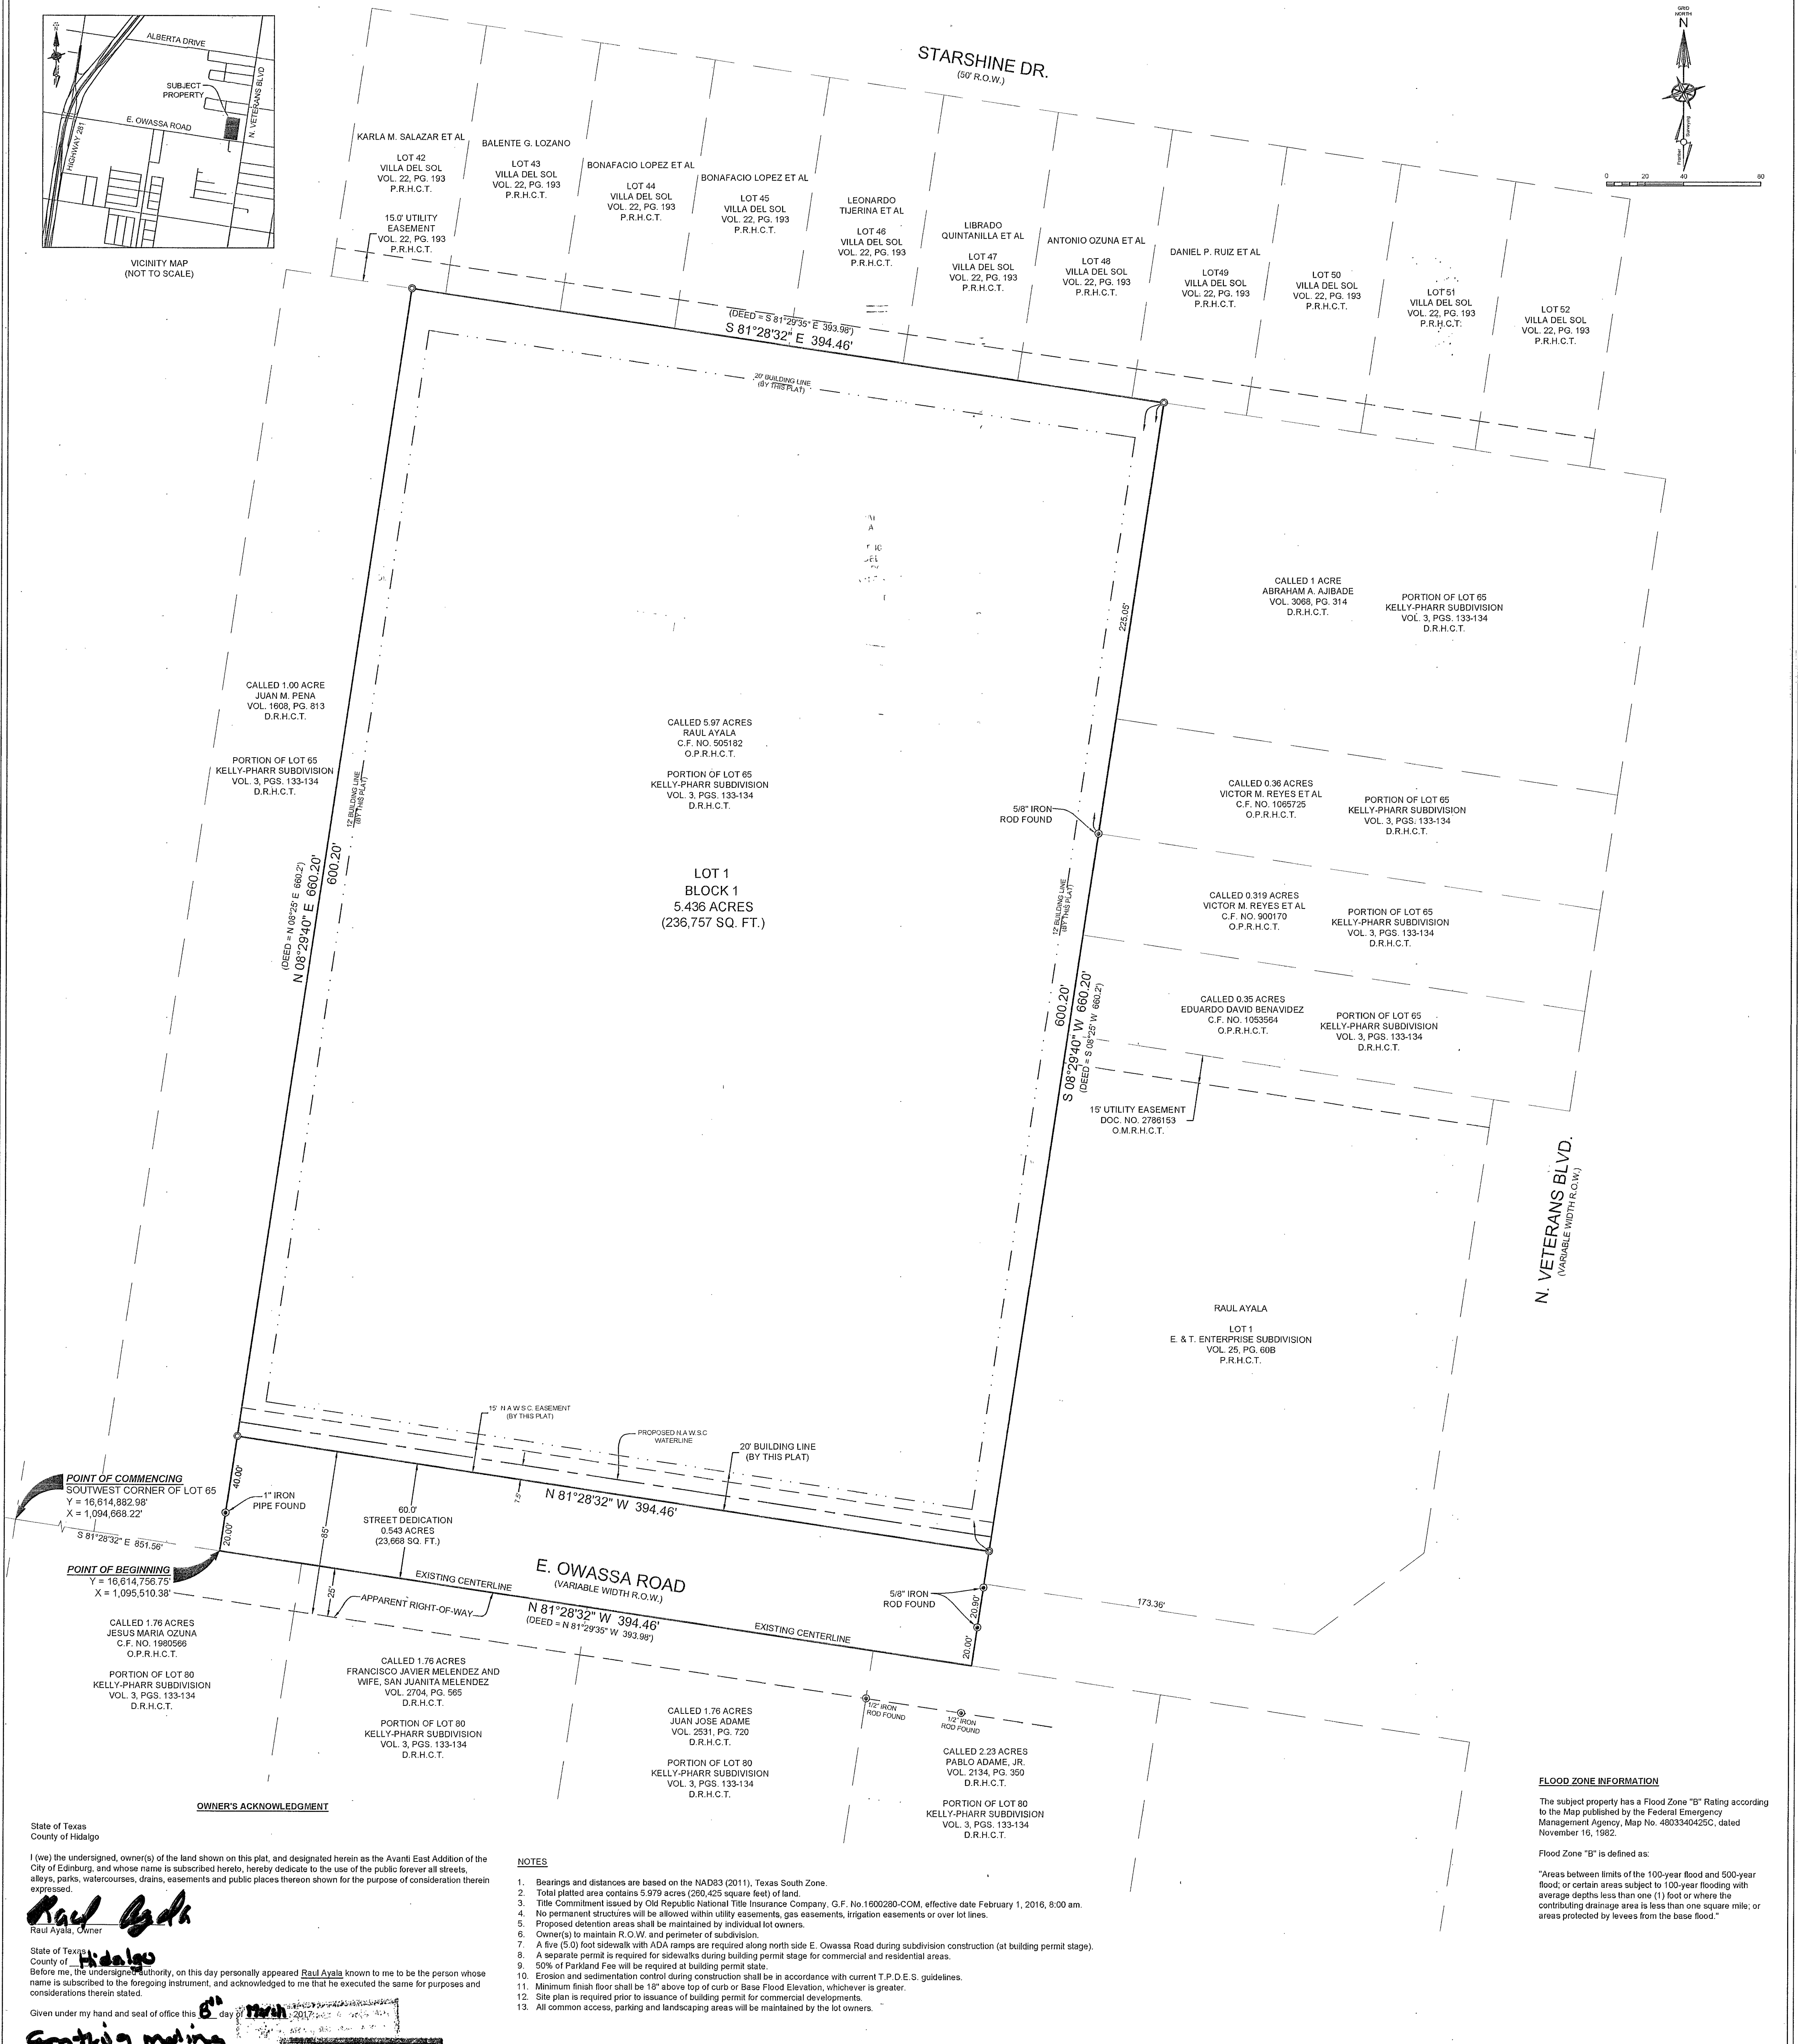 GRID
NORTH
N
0 20 40 60
ALBERTA DRIVE
SUBJECT
PROPERTY
N. VETERANS BLVD
E. OWASSA ROAD
HIGHWAY 281
VICINITY MAP
(NOT TO SCALE)
STARSHINE DR.
(50' R.O.W.)
KARLA M. SALAZAR ET AL
LOT 42
VILLA DEL SOL
VOL. 22, PG. 193
P.R.H.C.T.
15.0' UTILITY
EASEMENT
VOL. 22, PG. 193
P.R.H.C.T.
BALENTE G. LOZANO
LOT 43
VILLA DEL SOL
VOL. 22, PG. 193
P.R.H.C.T.
BONAFACIO LOPEZ ET AL
LOT 44
VILLA DEL SOL
VOL. 22, PG. 193
P.R.H.C.T.
BONAFACIO LOPEZ ET AL
LOT 45
VILLA DEL SOL
VOL. 22, PG. 193
P.R.H.C.T.
LEONARDO
TIJERINA ET AL
LOT 46
VILLA DEL SOL
VOL. 22, PG. 193
P.R.H.C.T.
LIBRADO
QUINTANILLA ET AL
LOT 47
VILLA DEL SOL
VOL. 22, PG. 193
P.R.H.C.T.
ANTONIO OZUNA ET AL
LOT 48
VILLA DEL SOL
VOL. 22, PG. 193
P.R.H.C.T.
DANIEL P. RUIZ ET AL
LOT49
VILLA DEL SOL
VOL. 22, PG. 193
P.R.H.C.T.
LOT 50
VILLA DEL SOL
VOL. 22, PG. 193
P.R.H.C.T.
LOT 51
VILLA DEL SOL
VOL. 22, PG. 193
P.R.H.C.T.
LOT 52
VILLA DEL SOL
VOL. 22, PG. 193
P.R.H.C.T.
(DEED = S 81°29'35" E 393.98')
S 81°28'32" E 394.46'
20' BUILDING LINE
(BY THIS PLAT)
225.05'
CALLED 1 ACRE
ABRAHAM A. AJIBADE
VOL. 3068, PG. 314
D.R.H.C.T.
PORTION OF LOT 65
KELLY-PHARR SUBDIVISION
VOL. 3, PGS. 133-134
D.R.H.C.T.
CALLED 1.00 ACRE
JUAN M. PENA
VOL. 1608, PG. 813
D.R.H.C.T.
PORTION OF LOT 65
KELLY-PHARR SUBDIVISION
VOL. 3, PGS. 133-134
D.R.H.C.T.
12' BUILDING LINE
(BY THIS PLAT)
(DEED = N 08°25' E 660.2')
N 08°29'40" E 660.20'
600.20'
CALLED 5.97 ACRES
RAUL AYALA
C.F. NO. 505182
O.P.R.H.C.T.
PORTION OF LOT 65
KELLY-PHARR SUBDIVISION
VOL. 3, PGS. 133-134
D.R.H.C.T.
LOT 1
BLOCK 1
5.436 ACRES
(236,757 SQ. FT.)
5/8" IRON
ROD FOUND
12' BUILDING LINE
(BY THIS PLAT)
600.20'
S 08°29'40" W 660.20'
(DEED = S 08°25' W 660.2')
CALLED 0.36 ACRES
VICTOR M. REYES ET AL
C.F. NO. 1065725
O.P.R.H.C.T.
PORTION OF LOT 65
KELLY-PHARR SUBDIVISION
VOL. 3, PGS. 133-134
D.R.H.C.T.
CALLED 0.319 ACRES
VICTOR M. REYES ET AL
C.F. NO. 900170
O.P.R.H.C.T.
PORTION OF LOT 65
KELLY-PHARR SUBDIVISION
VOL. 3, PGS. 133-134
D.R.H.C.T.
CALLED 0.35 ACRES
EDUARDO DAVID BENAVIDEZ
C.F. NO. 1053564
O.P.R.H.C.T.
PORTION OF LOT 65
KELLY-PHARR SUBDIVISION
VOL. 3, PGS. 133-134
D.R.H.C.T.
15' UTILITY EASEMENT
DOC. NO. 2786153
O.M.R.H.C.T.
N. VETERANS BLVD.
(VARIABLE WIDTH R.O.W.)
RAUL AYALA
LOT 1
E. & T. ENTERPRISE SUBDIVISION
VOL. 25, PG. 60B
P.R.H.C.T.
15' N.A.W.S.C. EASEMENT
(BY THIS PLAT)
PROPOSED N.A.W.S.C
WATERLINE
20' BUILDING LINE
(BY THIS PLAT)
7.5'
N 81°28'32" W 394.46'
POINT OF COMMENCING
SOUTWEST CORNER OF LOT 65
Y = 16,614,882.98'
X = 1,094,668.22'
S 81°28'32" E 851.56'
40.00'
1" IRON
PIPE FOUND
20.00'
POINT OF BEGINNING
Y = 16,614,756.75'
X = 1,095,510.38'
85'
60.0'
STREET DEDICATION
0.543 ACRES
(23,668 SQ. FT.)
25'
EXISTING CENTERLINE
APPARENT RIGHT-OF-WAY
E. OWASSA ROAD
(VARIABLE WIDTH R.O.W.)
N 81°28'32" W 394.46'
(DEED = N 81°29'35" W 393.98')
EXISTING CENTERLINE
5/8" IRON
ROD FOUND
20.90'
20.00'
173.36'
CALLED 1.76 ACRES
JESUS MARIA OZUNA
C.F. NO. 1980566
O.P.R.H.C.T.
PORTION OF LOT 80
KELLY-PHARR SUBDIVISION
VOL. 3, PGS. 133-134
D.R.H.C.T.
CALLED 1.76 ACRES
FRANCISCO JAVIER MELENDEZ AND
WIFE, SAN JUANITA MELENDEZ
VOL. 2704, PG. 565
D.R.H.C.T.
PORTION OF LOT 80
KELLY-PHARR SUBDIVISION
VOL. 3, PGS. 133-134
D.R.H.C.T.
CALLED 1.76 ACRES
JUAN JOSE ADAME
VOL. 2531, PG. 720
D.R.H.C.T.
PORTION OF LOT 80
KELLY-PHARR SUBDIVISION
VOL. 3, PGS. 133-134
D.R.H.C.T.
1/2" IRON
ROD FOUND
1/2" IRON
ROD FOUND
CALLED 2.23 ACRES
PABLO ADAME, JR.
VOL. 2134, PG. 350
D.R.H.C.T.
PORTION OF LOT 80
KELLY-PHARR SUBDIVISION
VOL. 3, PGS. 133-134
D.R.H.C.T.
OWNER'S ACKNOWLEDGMENT
State of Texas
County of Hidalgo
I (we) the undersigned, owner(s) of the land shown on this plat, and designated herein as the Avanti East Addition of the
City of Edinburg, and whose name is subscribed hereto, hereby dedicate to the use of the public forever all streets,
alleys, parks, watercourses, drains, easements and public places thereon shown for the purpose of consideration therein
expressed.
Raul Ayala
Raul Ayala, Owner
State of Texas
County of Hidalgo
Before me, the undersigned authority, on this day personally appeared Raul Ayala known to me to be the person whose
name is subscribed to the foregoing instrument, and acknowledged to me that he executed the same for purposes and
considerations therein stated.
Given under my hand and seal of office this 8th day of March 2017
NOTES
1. Bearings and distances are based on the NAD83 (2011), Texas South Zone.
2. Total platted area contains 5.979 acres (260,425 square feet) of land.
3. Title Commitment issued by Old Republic National Title Insurance Company, G.F. No.1600280-COM, effective date February 1, 2016, 8:00 am.
4. No permanent structures will be allowed within utility easements, gas easements, irrigation easements or over lot lines.
5. Proposed detention areas shall be maintained by individual lot owners.
6. Owner(s) to maintain R.O.W. and perimeter of subdivision.
7. A five (5.0) foot sidewalk with ADA ramps are required along north side E. Owassa Road during subdivision construction (at building permit stage).
8. A separate permit is required for sidewalks during building permit stage for commercial and residential areas.
9. 50% of Parkland Fee will be required at building permit state.
10. Erosion and sedimentation control during construction shall be in accordance with current T.P.D.E.S. guidelines.
11. Minimum finish floor shall be 18" above top of curb or Base Flood Elevation, whichever is greater.
12. Site plan is required prior to issuance of building permit for commercial developments.
13. All common access, parking and landscaping areas will be maintained by the lot owners.
FLOOD ZONE INFORMATION
The subject property has a Flood Zone "B" Rating according
to the Map published by the Federal Emergency
Management Agency, Map No. 4803340425C, dated
November 16, 1982.
Flood Zone "B" is defined as:
"Areas between limits of the 100-year flood and 500-year
flood; or certain areas subject to 100-year flooding with
average depths less than one (1) foot or where the
contributing drainage area is less than one square mile; or
areas protected by levees from the base flood."